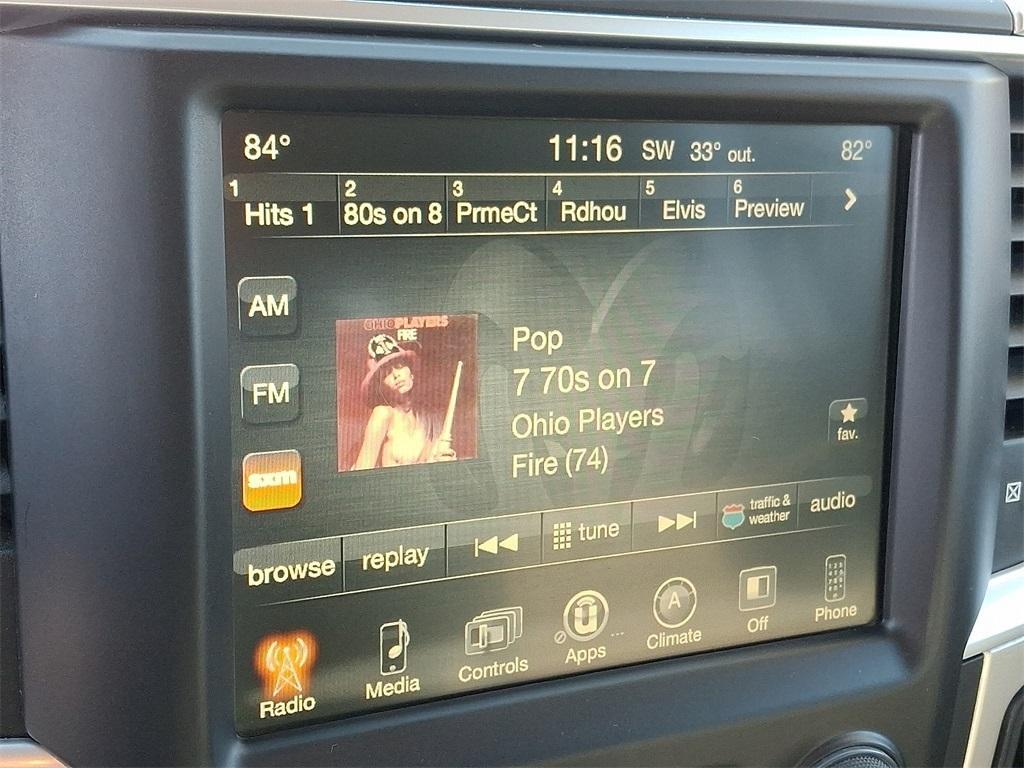 84° 11:16 SW 33° out. 82°
1 2 3 4 5 6
Hits 1 80s on 8 PrmeCt Rdhou Elvis Preview
AM
FM
sxm
OHIO PLAYERS
FIRE
Pop
7 70s on 7
Ohio Players
Fire (74)
fav.
browse replay tune traffic & weather audio
A
Radio Media Controls Apps Climate Off Phone